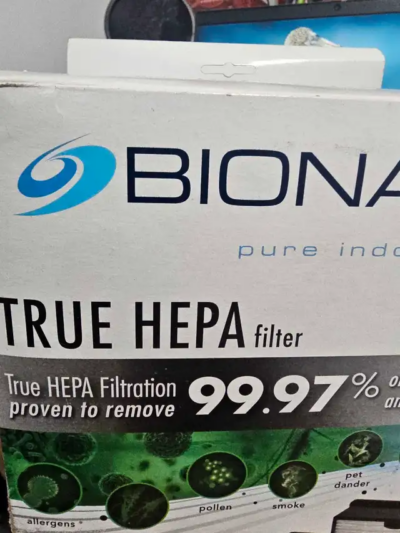 BIONA
pure indo
TRUE HEPA filter
True HEPA Filtration
proven to remove
99.97%
allergens
pollen
smoke
pet
dander